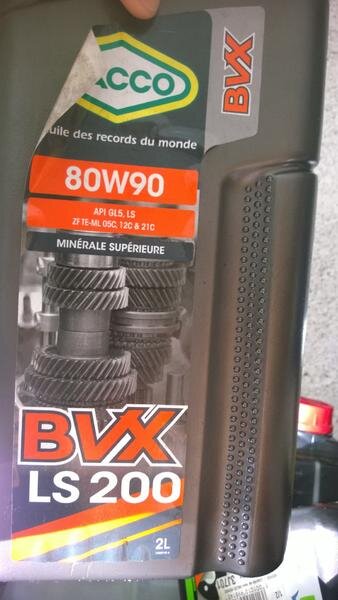 ACCO
BVX
uile des records du monde
80W90
API GL5, LS
ZF TE-ML 05C, 12C & 21C
MINÉRALE SUPÉRIEURE
BVX
LS 200
2L